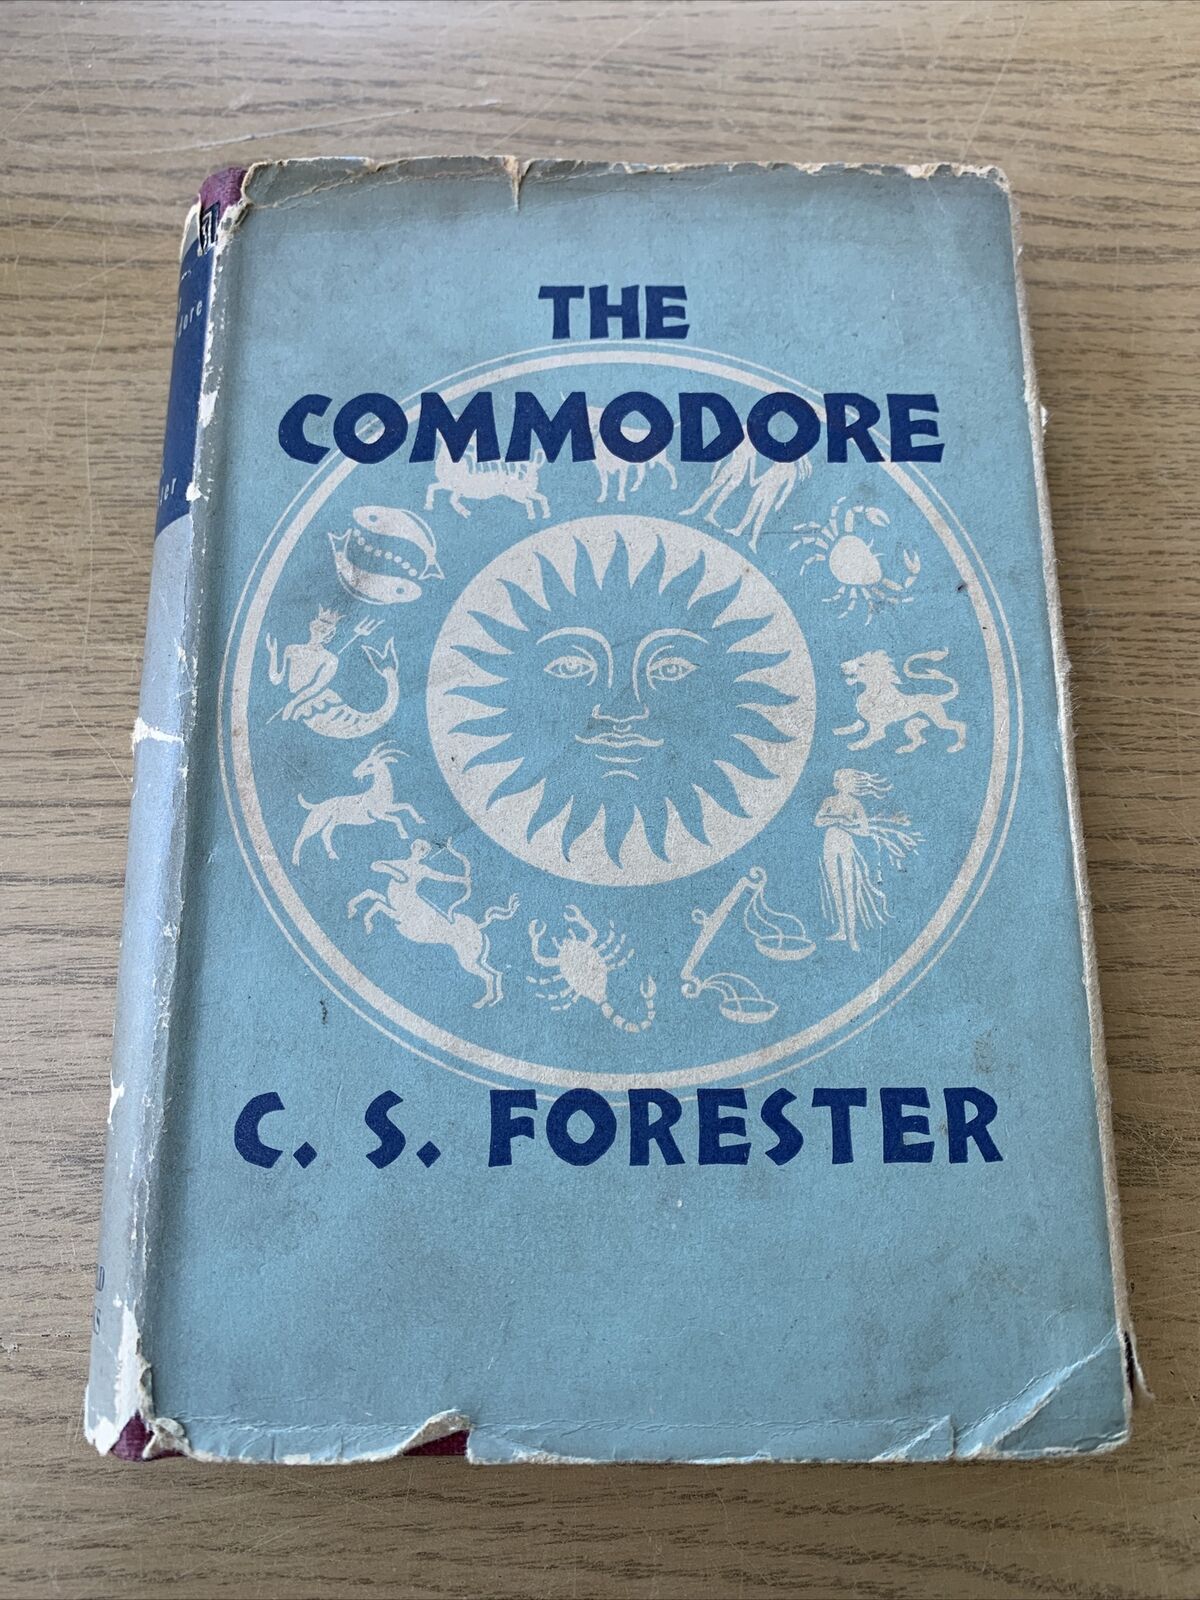 THE
COMMODORE
C. S. FORESTER